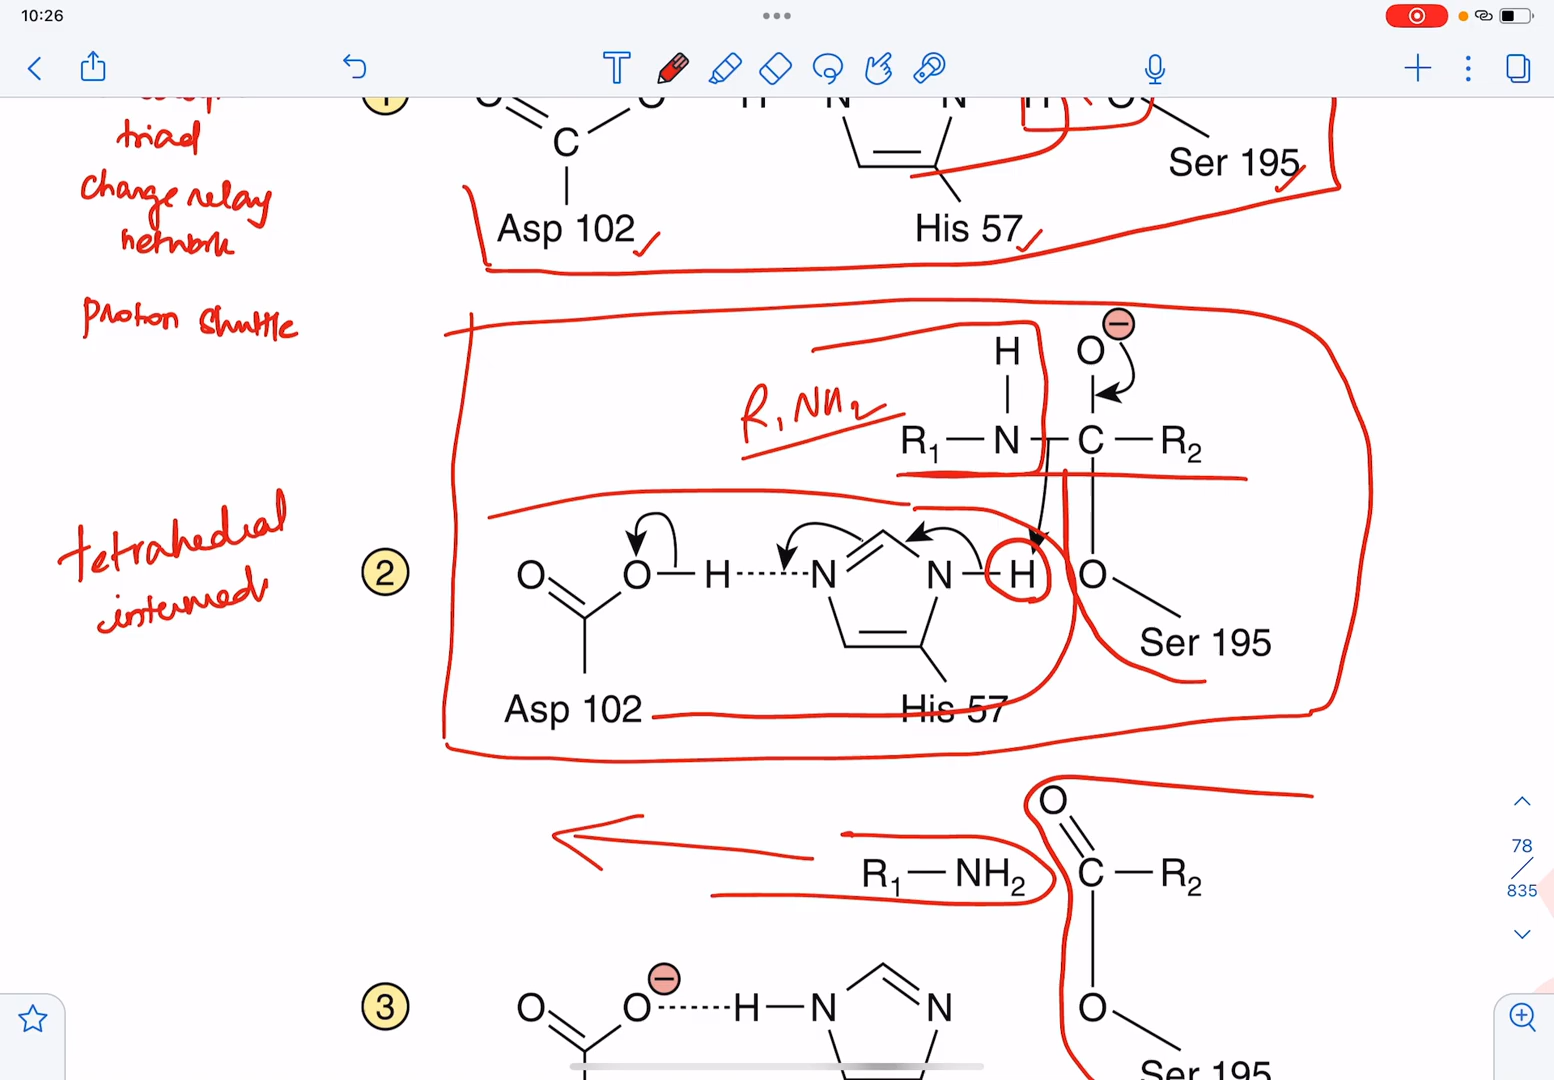 10:26
triad
Ser 195
change relay
network
Asp 102
His 57
Proton Shuttle
H
O
R1NH2
R1—N—C—R2
tetrahedral
intermed
2
O
O—H
N
N—H
O
Ser 195
Asp 102
His 57
O
78
835
R1—NH2
C—R2
3
O
O
H—N
N
O
Ser 195